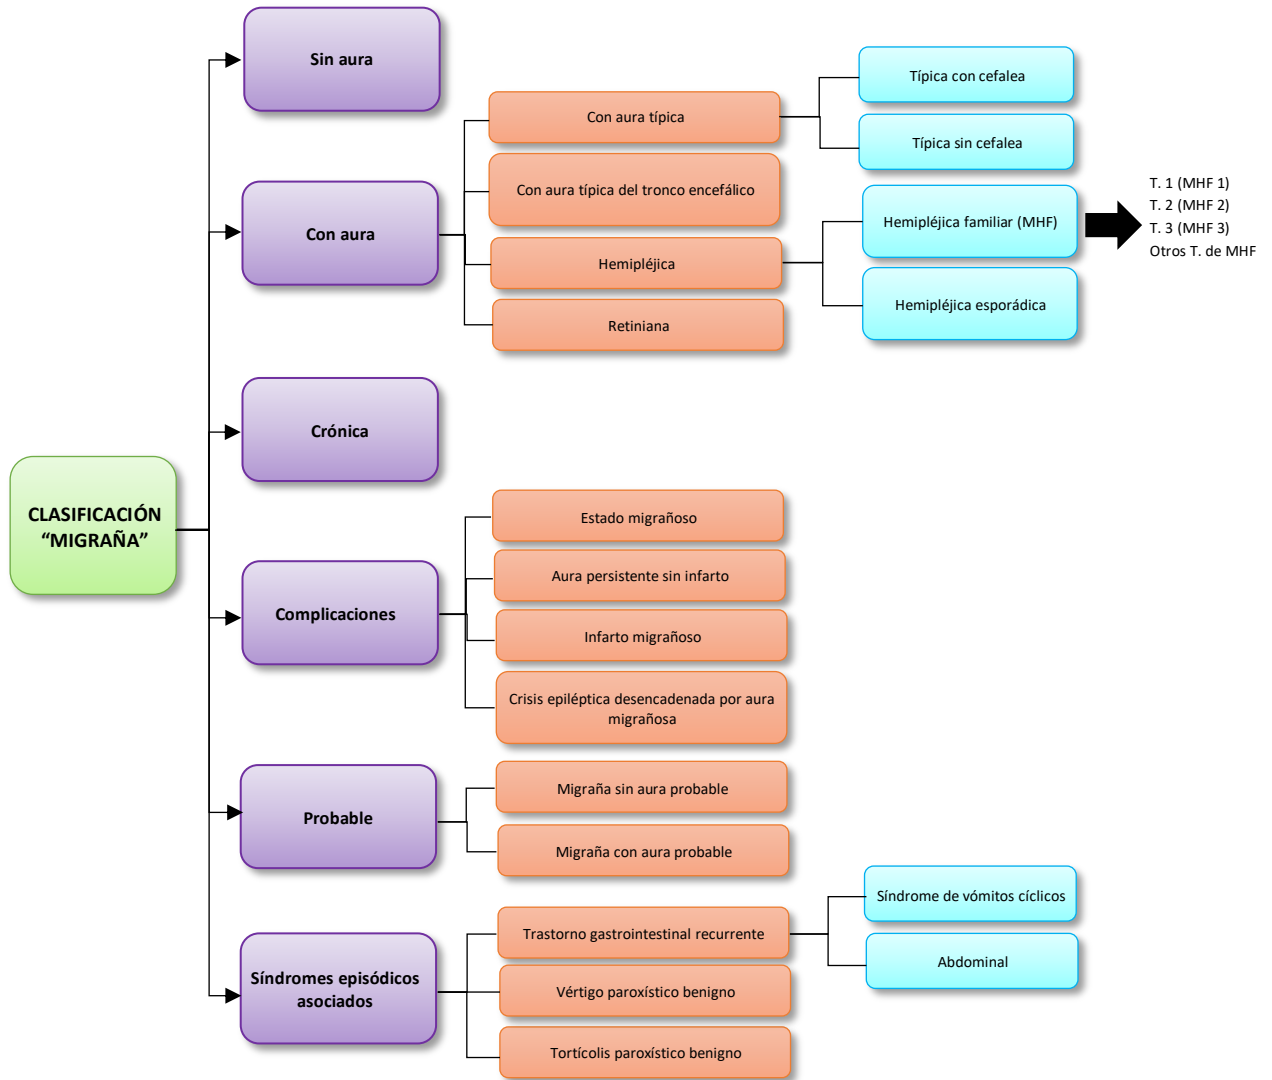 CLASIFICACIÓN
“MIGRAÑA”
Sin aura
Con aura
Con aura típica
Típica con cefalea
Típica sin cefalea
Con aura típica del tronco encefálico
Hemipléjica
Hemipléjica familiar (MHF)
T. 1 (MHF 1)
T. 2 (MHF 2)
T. 3 (MHF 3)
Otros T. de MHF
Hemipléjica esporádica
Retiniana
Crónica
Complicaciones
Estado migrañoso
Aura persistente sin infarto
Infarto migrañoso
Crisis epiléptica desencadenada por aura
migrañosa
Probable
Migraña sin aura probable
Migraña con aura probable
Síndromes episódicos
asociados
Trastorno gastrointestinal recurrente
Síndrome de vómitos cíclicos
Abdominal
Vértigo paroxístico benigno
Tortícolis paroxístico benigno